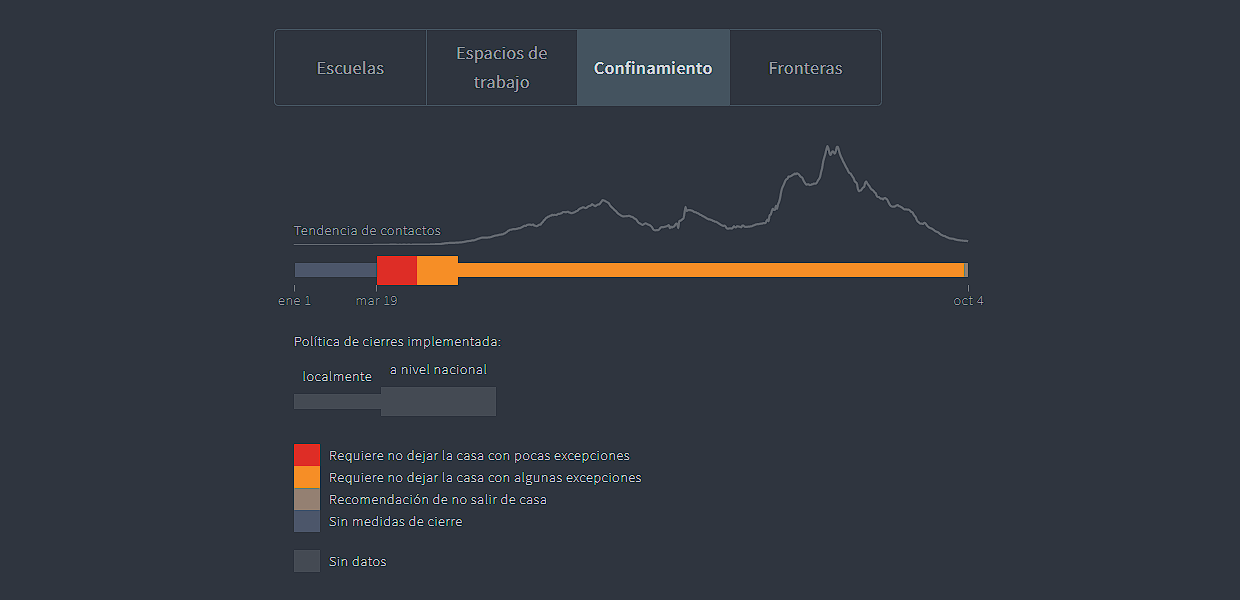 Escuelas
Espacios de
trabajo
Confinamiento
Fronteras
Tendencia de contactos
ene 1
mar 19
oct 4
Política de cierres implementada:
localmente
a nivel nacional
Requiere no dejar la casa con pocas excepciones
Requiere no dejar la casa con algunas excepciones
Recomendación de no salir de casa
Sin medidas de cierre
Sin datos